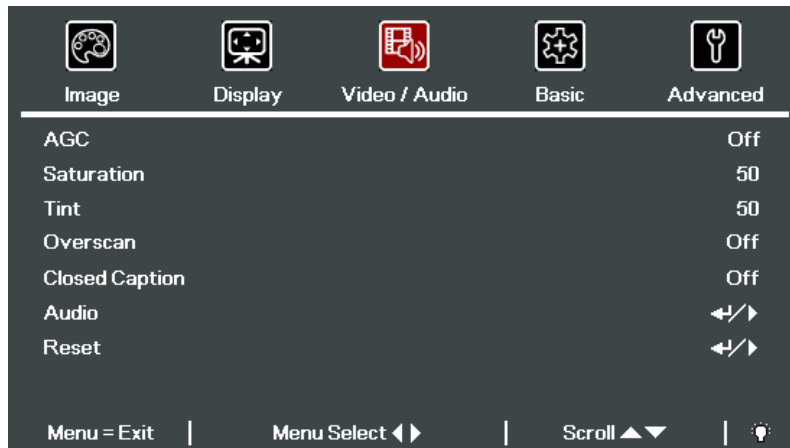 Image Display Video / Audio Basic Advanced
AGC Off
Saturation 50
Tint 50
Overscan Off
Closed Caption Off
Audio
Reset
Menu = Exit Menu Select Scroll